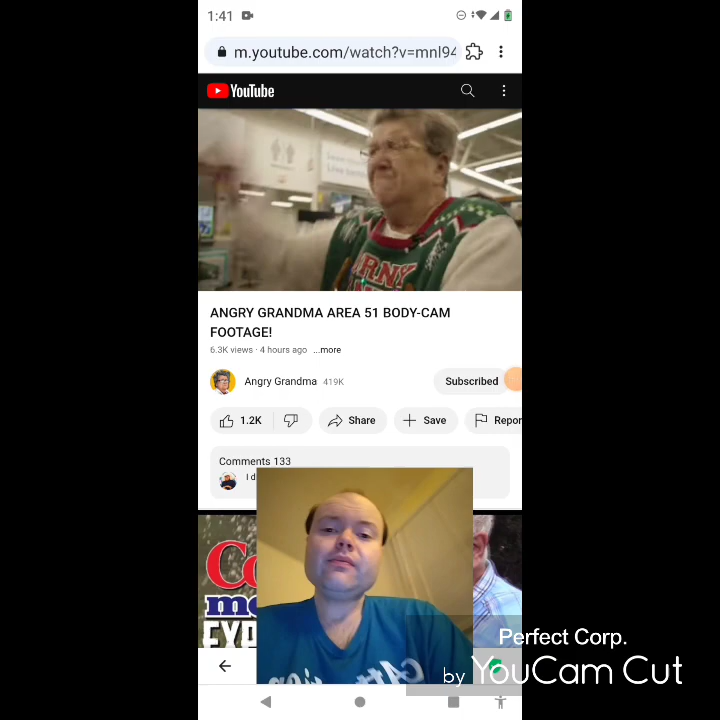 1:41
m.youtube.com/watch?v=mnl94
YouTube
ANGRY GRANDMA AREA 51 BODY-CAM
FOOTAGE!
6.3K views · 4 hours ago ...more
Angry Grandma 419K
Subscribed
1.2K
Share
Save
Repor
Comments 133
I d
Perfect Corp.
by YouCam Cut